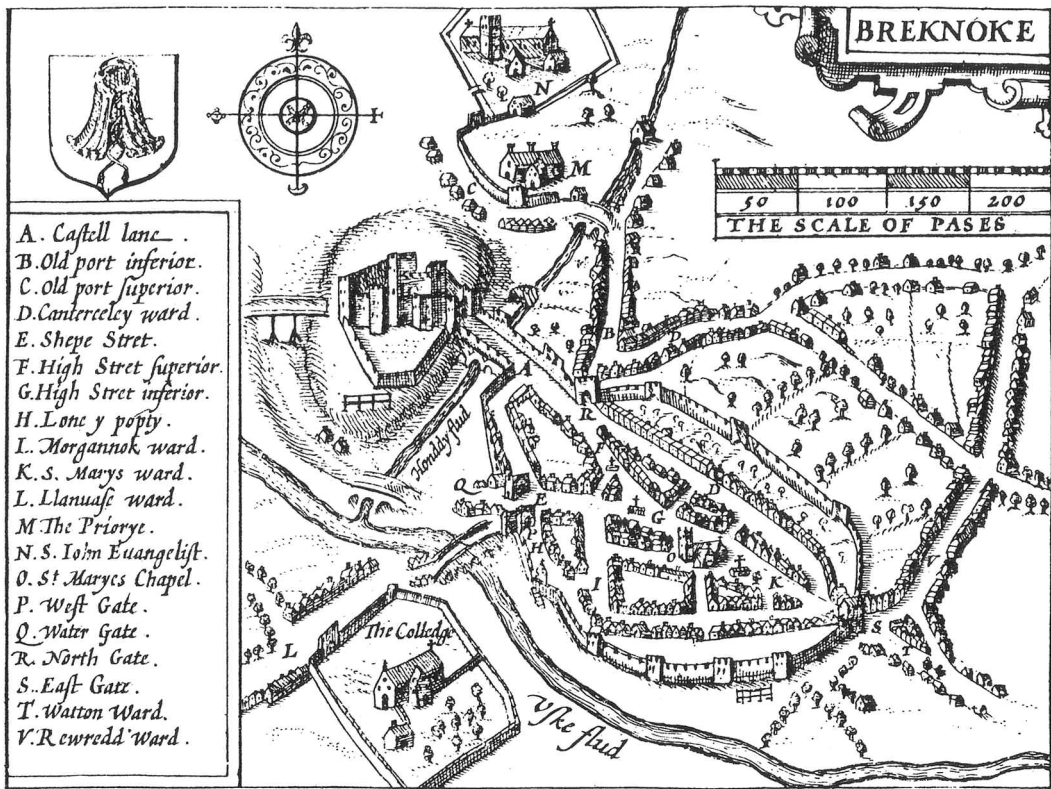 BREKNOKE
I
50 100 150 200
THE SCALE OF PASES
A. Castell lane.
B. Old port inferior.
C. Old port superior.
D. Cantereeley ward.
E. Shepe Stret.
F. High Stret superior.
G. High Stret inferior.
H. Lone y popty.
L. Morgannok ward.
K. S. Marys ward.
L. Llanuase ward.
M The Priorye.
N. S. Iohn Euangelist.
O. St Maryes Chapel.
P. West Gate.
Q. Water Gate.
R. North Gate.
S.. East Gate.
T. Watton Ward.
V. Rewredd Ward.
N
M
C
B
D
A
R
Hondy flud
Q
E
D
G
P
H
O
I
K
S
T
L
The Colledge
Vske flud